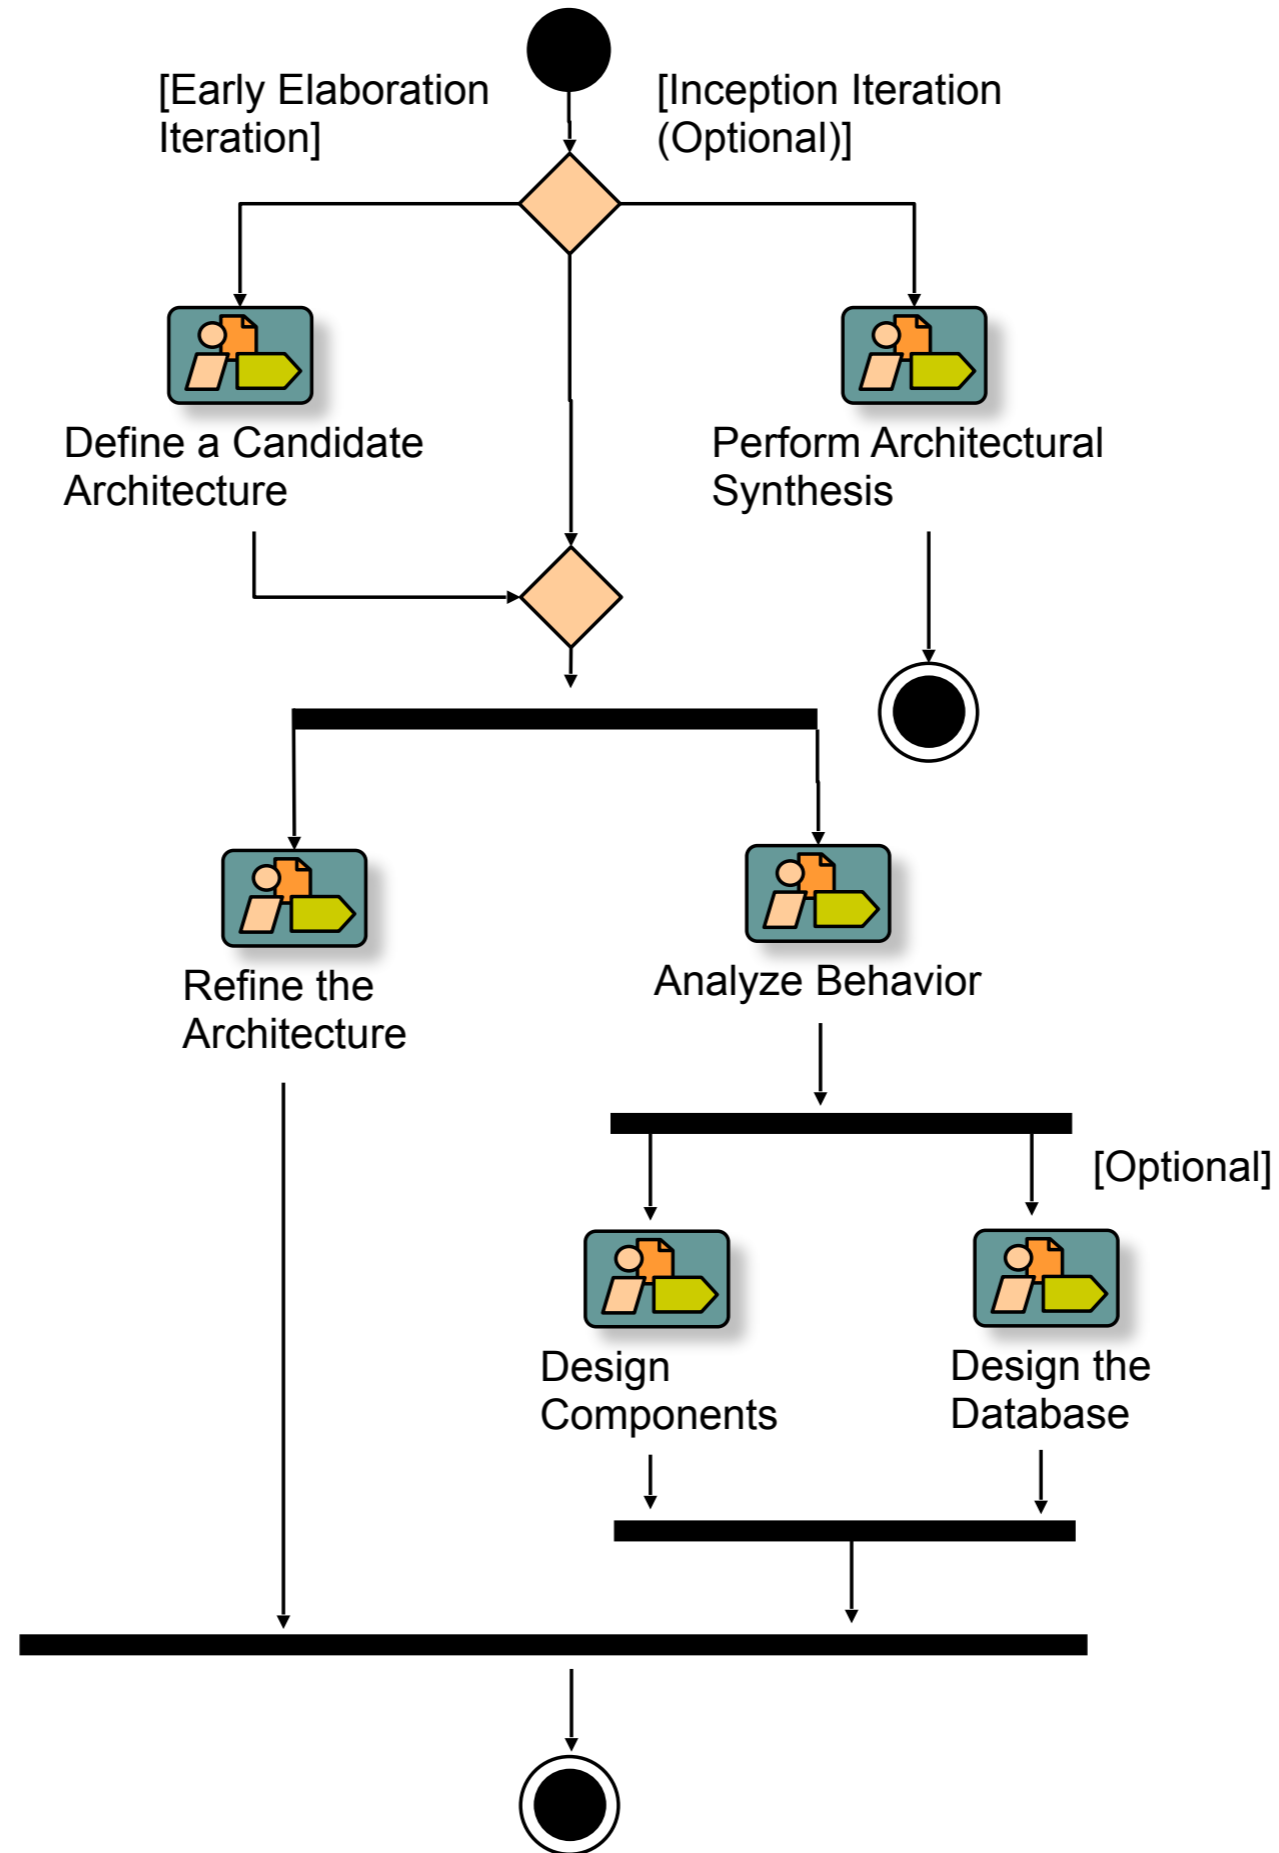 [Early Elaboration
Iteration]
[Inception Iteration
(Optional)]
Define a Candidate
Architecture
Perform Architectural
Synthesis
Refine the
Architecture
Analyze Behavior
[Optional]
Design
Components
Design the
Database